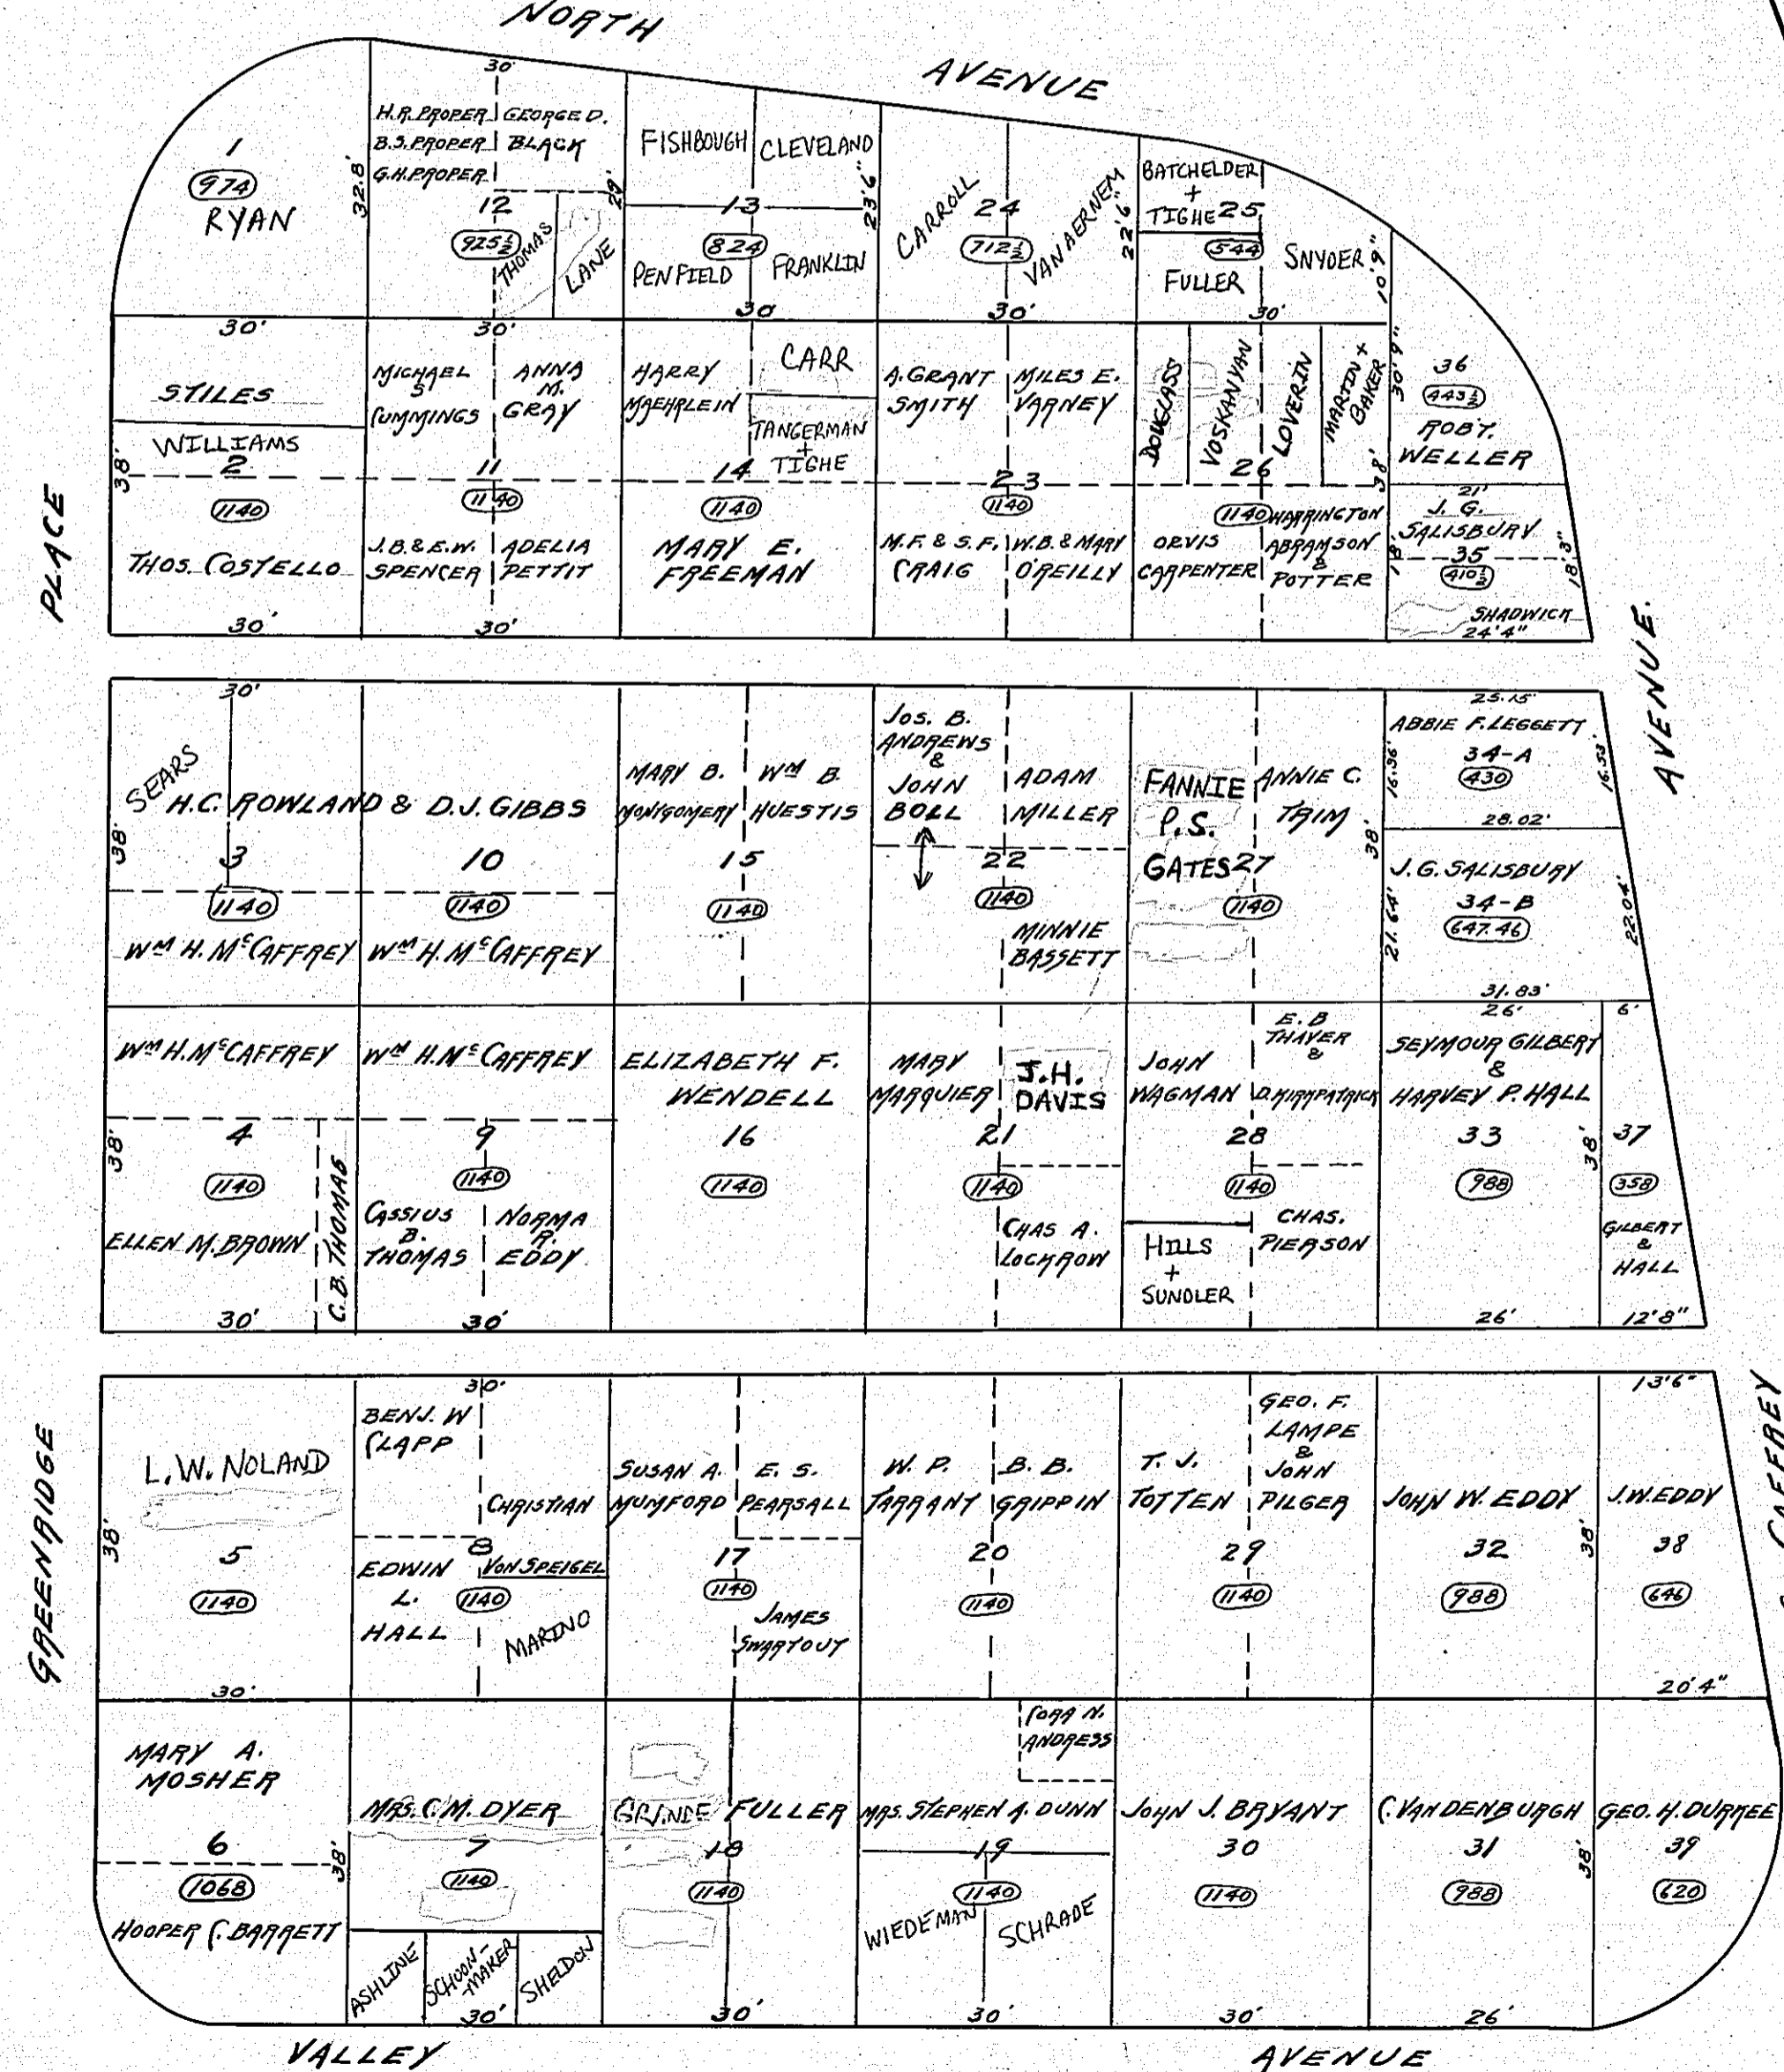 NORTH
AVENUE
1
974
RYAN
32.8'
30'
H.R. PROPER
B.S. PROPER
G.H. PROPER
GEORGE D.
BLACK
12
925½
THOMAS
LANE
29'
FISHBOUGH
CLEVELAND
13
824
PENFIELD
FRANKLIN
23'6"
30
CARROLL
24
712½
VAN AERNEM
22'6"
30'
BATCHELDER
+
TIGHE
25
544
FULLER
SNYDER
10'9"
30'
30'
STILES
WILLIAMS
2
38'
1140
THOS. COSTELLO
30'
30'
MICHAEL
S
CUMMINGS
ANNA
M.
GRAY
11
1140
J.B. & E.W.
SPENCER
ADELIA
PETTIT
30'
HARRY
MAEHRLEIN
CARR
TANGERMAN
+
TIGHE
14
1140
MARY E.
FREEMAN
A. GRANT
SMITH
MILES E.
VARNEY
23
1140
M.F. & S.F.
CRAIG
W.B. & MARY
O'REILLY
DOUGLASS
VOSKANYAN
LOVERIN
MARTIN +
BAKER
26
38'
1140
ORVIS
CARPENTER
HARRINGTON
ABRAMSON
&
POTTER
30'9"
36
443½
ROBT.
WELLER
21'
J. G.
SALISBURY
35
410½
18'
18'3"
SHADWICK
24'4"
PLACE
AVENUE.
30'
SEARS
H.C. ROWLAND & D.J. GIBBS
38'
3
1140
WM H. McCAFFREY
10
1140
WM H. McCAFFREY
MARY B.
MONTGOMERY
WM B
HUESTIS
15
1140
JOS. B.
ANDREWS
&
JOHN
BOLL
ADAM
MILLER
22
1140
MINNIE
BASSETT
FANNIE
P.S.
GATES
ANNIE C.
TRIM
27
1140
38'
25.15'
ABBIE F. LEGGETT
34-A
430
16.36'
16.53'
28.02'
J.G. SALISBURY
34-B
647.46
21.64'
22.04'
31.83'
WM H. McCAFFREY
4
38'
1140
ELLEN M. BROWN
C.B. THOMAS
30'
WM H. McCAFFREY
9
1140
CASSIUS
B.
THOMAS
NORMA
R.
EDDY
30'
ELIZABETH F.
WENDELL
16
1140
MARY
MARQUIER
J.H.
DAVIS
21
1140
CHAS A.
LOCKROW
JOHN
WAGMAN
E.B
THAYER
&
D. KIRKPATRICK
28
1140
HILLS
+
SUNDLER
CHAS.
PIERSON
26'
SEYMOUR GILBERT
&
HARVEY P. HALL
33
38'
988
26'
6'
37
358
GILBERT
&
HALL
12'8"
L.W. NOLAND
38'
5
1140
30'
30'
BENJ. W
CLAPP
CHRISTIAN
VON SPEIGEL
8
1140
EDWIN
L.
HALL
MARINO
SUSAN A.
MUMFORD
E. S.
PEARSALL
17
1140
JAMES
SWARTOUT
W. P.
TARRANT
B. B.
GRIPPIN
20
1140
T. J.
TOTTEN
GEO. F.
LAMPE
&
JOHN
PILGER
29
1140
JOHN W. EDDY
32
38'
988
13'6"
J.W. EDDY
38
646
20'4"
GREENRIDGE
CAFFREY
MARY A.
MOSHER
6
1068
38'
HOOPER C. BARRETT
MRS. C.M. DYER
7
1140
ASHLINE
SCHOON-
-MAKER
SHELDON
30'
GRINDE
FULLER
18
1140
30'
CORA N.
ANDRESS
MRS. STEPHEN A. DUNN
19
1140
WIEDEMAN
SCHRADE
30'
JOHN J. BRYANT
30
1140
30'
C. VAN DENBURGH
31
38'
988
26'
GEO. H. DURKEE
39
620
VALLEY
AVENUE